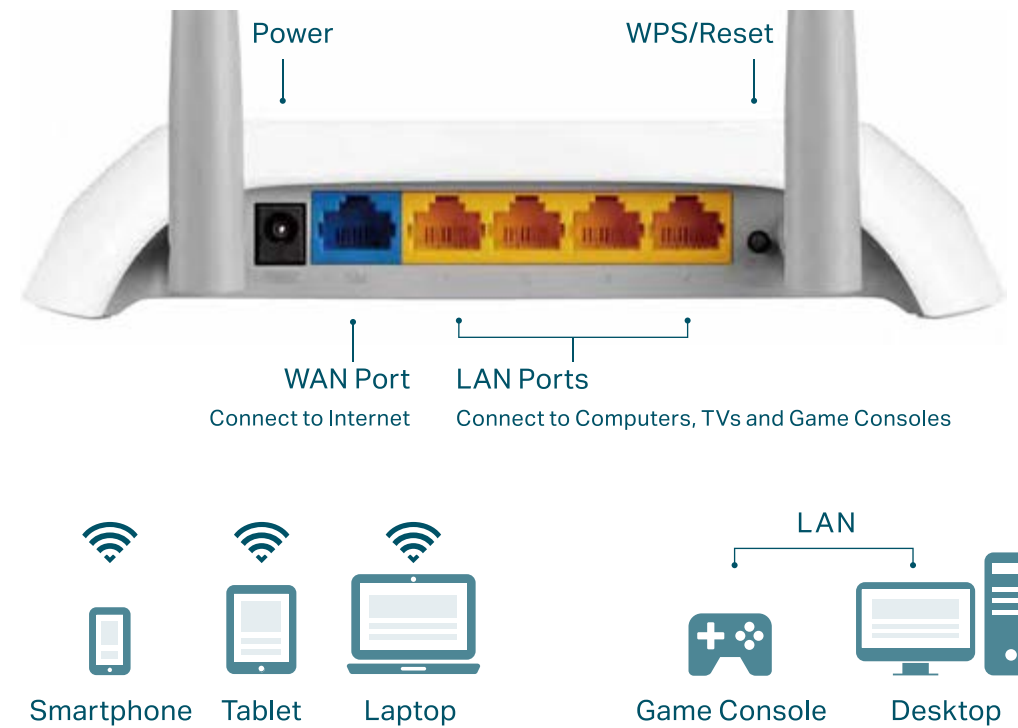 Power
WPS/Reset
WAN Port
Connect to Internet
LAN Ports
Connect to Computers, TVs and Game Consoles
LAN
Smartphone
Tablet
Laptop
Game Console
Desktop